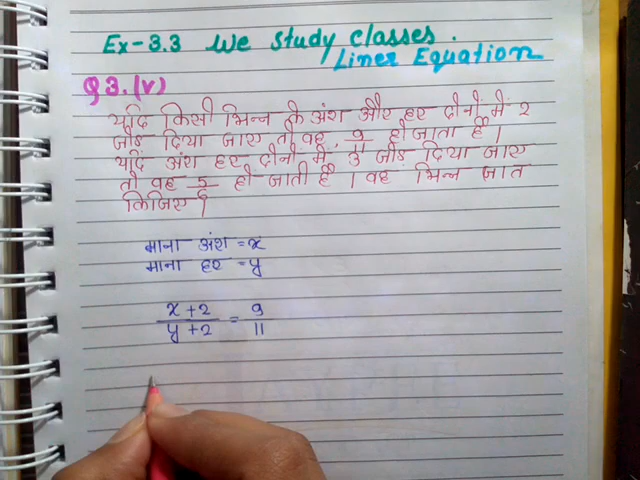 Ex-3.3 We Study Classes.
Liner Equation
Q3.(V)
यदि किसी भिन्न के अंश और हर दोनों में 2
जोड दिया जाए तो वह, 9/11 हो जाता है।
यदि अंश हर दोनों में 3 जोड दिया जाए
तो वह 5/6 हो जाती है। वह भिन्न ज्ञात
किजिए।
माना अंश = x
माना हर = y
x+2 / y+2 = 9 / 11